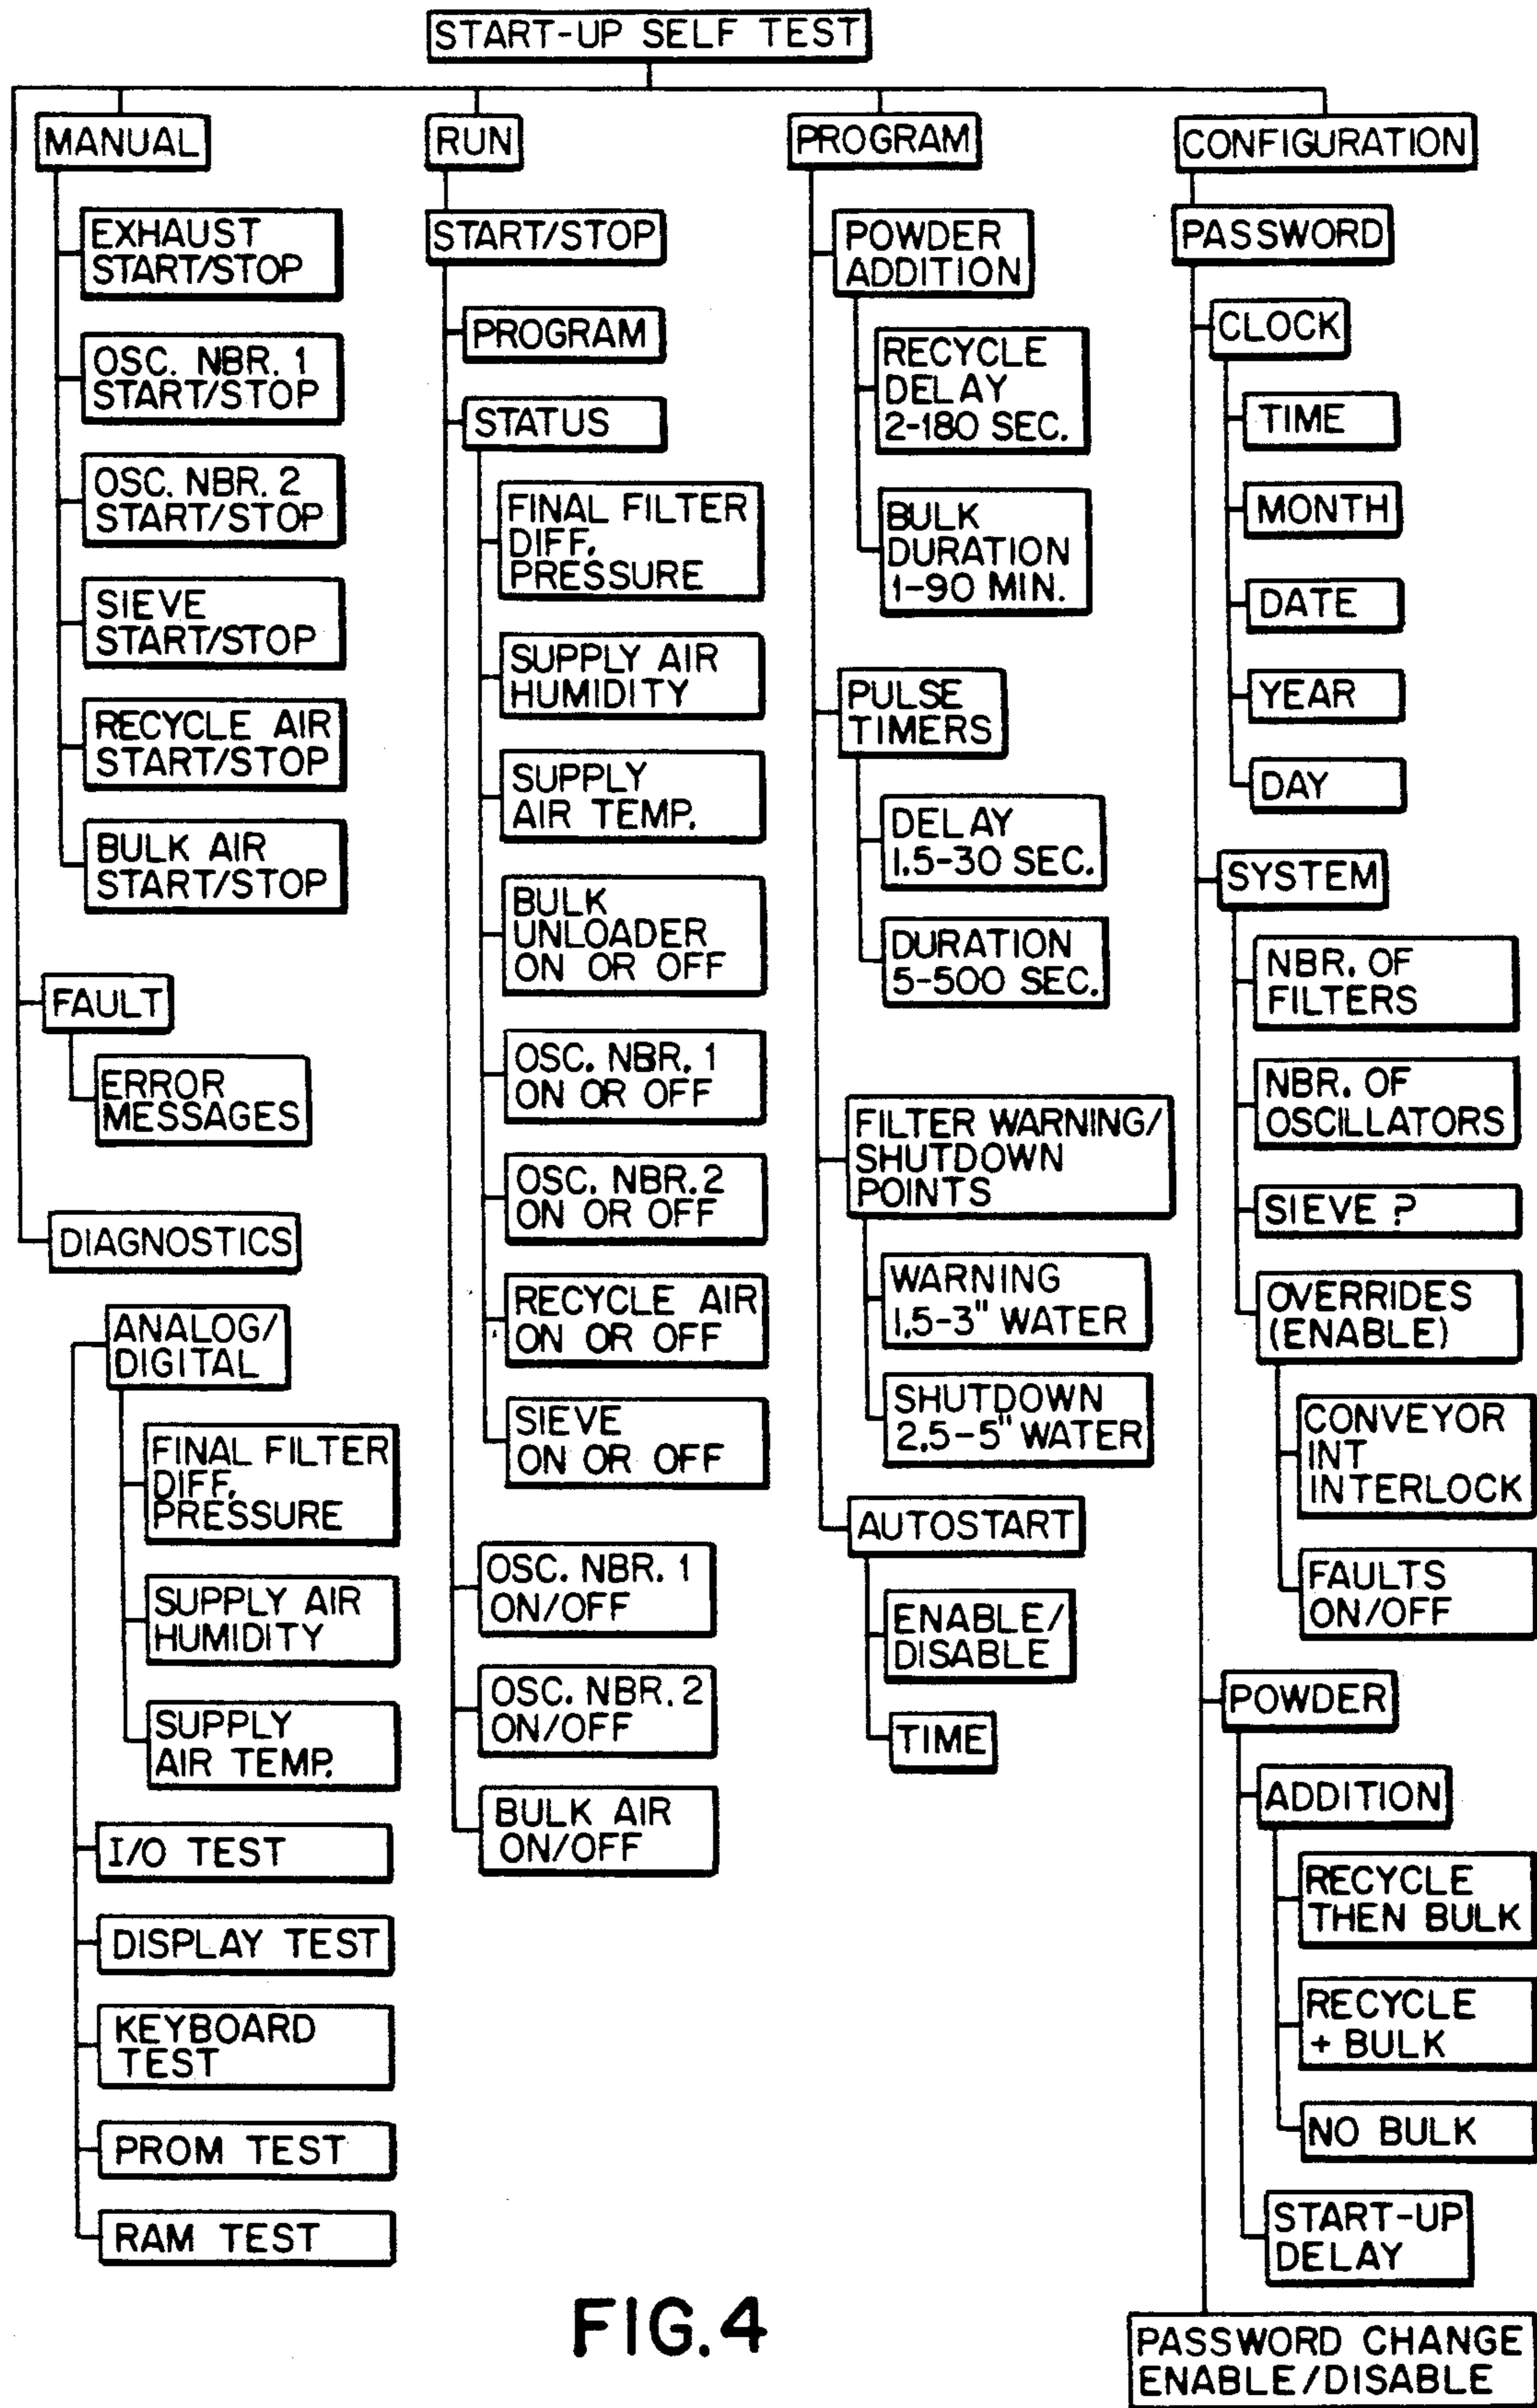 START-UP SELF TEST
MANUAL
EXHAUST
START/STOP
OSC. NBR. 1
START/STOP
OSC. NBR. 2
START/STOP
SIEVE
START/STOP
RECYCLE AIR
START/STOP
BULK AIR
START/STOP
FAULT
ERROR
MESSAGES
DIAGNOSTICS
ANALOG/
DIGITAL
FINAL FILTER
DIFF.
PRESSURE
SUPPLY AIR
HUMIDITY
SUPPLY
AIR TEMP.
I/O TEST
DISPLAY TEST
KEYBOARD
TEST
PROM TEST
RAM TEST
RUN
START/STOP
PROGRAM
STATUS
FINAL FILTER
DIFF.
PRESSURE
SUPPLY AIR
HUMIDITY
SUPPLY
AIR TEMP.
BULK
UNLOADER
ON OR OFF
OSC. NBR. 1
ON OR OFF
OSC. NBR. 2
ON OR OFF
RECYCLE AIR
ON OR OFF
SIEVE
ON OR OFF
OSC. NBR. 1
ON/OFF
OSC. NBR. 2
ON/OFF
BULK AIR
ON/OFF
PROGRAM
POWDER
ADDITION
RECYCLE
DELAY
2-180 SEC.
BULK
DURATION
1-90 MIN.
PULSE
TIMERS
DELAY
1.5-30 SEC.
DURATION
5-500 SEC.
FILTER WARNING/
SHUTDOWN
POINTS
WARNING
1.5-3" WATER
SHUTDOWN
2.5-5" WATER
AUTOSTART
ENABLE/
DISABLE
TIME
CONFIGURATION
PASSWORD
CLOCK
TIME
MONTH
DATE
YEAR
DAY
SYSTEM
NBR. OF
FILTERS
NBR. OF
OSCILLATORS
SIEVE ?
OVERRIDES
(ENABLE)
CONVEYOR
INT
INTERLOCK
FAULTS
ON/OFF
POWDER
ADDITION
RECYCLE
THEN BULK
RECYCLE
+ BULK
NO BULK
START-UP
DELAY
PASSWORD CHANGE
ENABLE/DISABLE
FIG.4